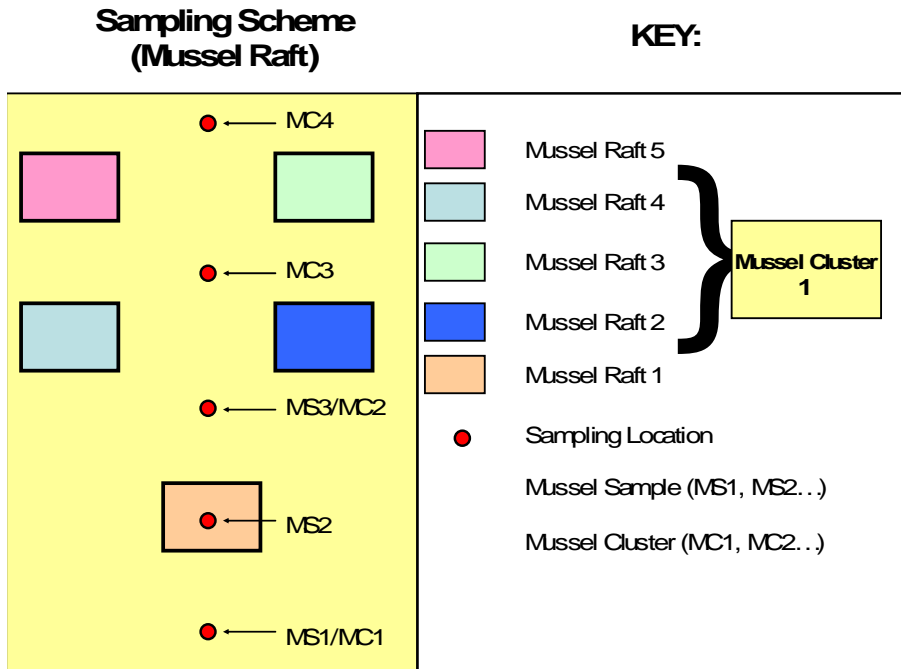 Sampling Scheme
(Mussel Raft)
KEY:
MC4
MC3
MS3/MC2
MS2
MS1/MC1
Mussel Raft 5
Mussel Raft 4
Mussel Raft 3
Mussel Raft 2
Mussel Raft 1
Mussel Cluster
1
Sampling Location
Mussel Sample (MS1, MS2…)
Mussel Cluster (MC1, MC2…)